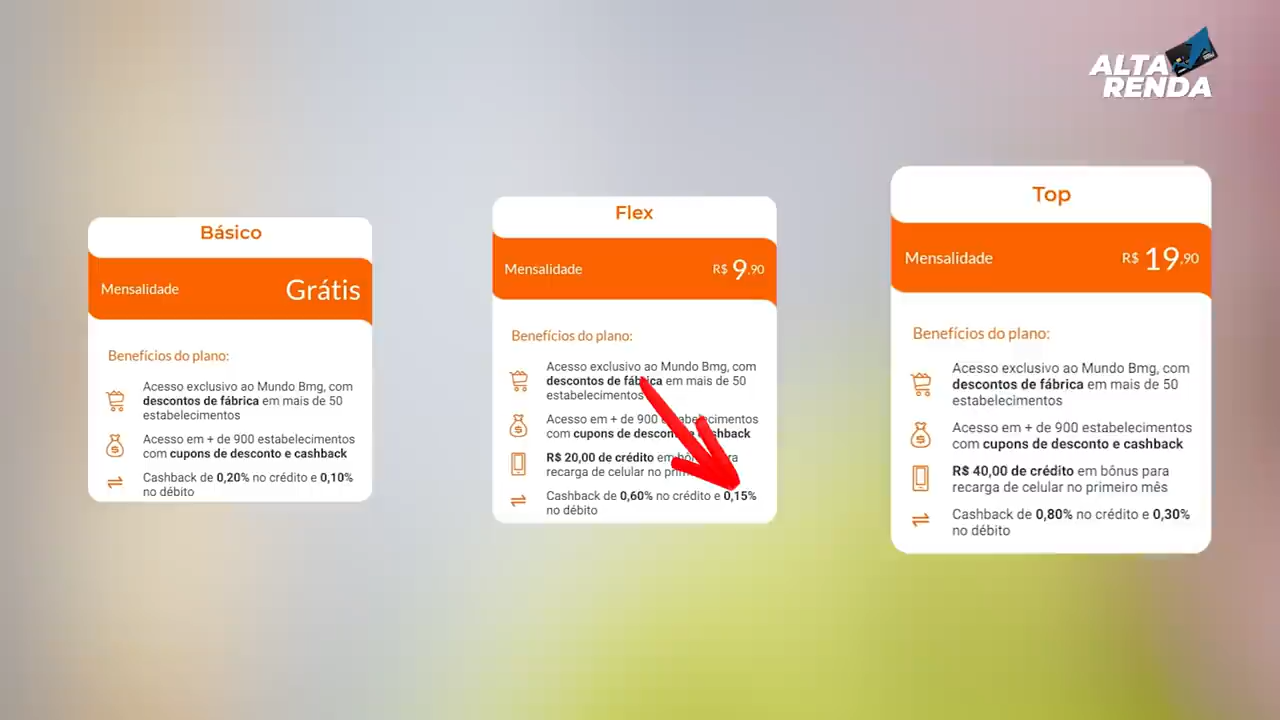 ALTA
RENDA
Básico
Mensalidade Grátis
Benefícios do plano:
Acesso exclusivo ao Mundo Bmg, com
descontos de fábrica em mais de 50
estabelecimentos
Acesso em + de 900 estabelecimentos
com cupons de desconto e cashback
Cashback de 0,20% no crédito e 0,10%
no débito
Flex
Mensalidade R$ 9,90
Benefícios do plano:
Acesso exclusivo ao Mundo Bmg, com
descontos de fábrica em mais de 50
estabelecimentos
Acesso em + de 900 estabelecimentos
com cupons de desconto e cashback
R$ 20,00 de crédito em bônus para
recarga de celular no primeiro
Cashback de 0,60% no crédito e 0,15%
no débito
Top
Mensalidade R$ 19,90
Benefícios do plano:
Acesso exclusivo ao Mundo Bmg, com
descontos de fábrica em mais de 50
estabelecimentos
Acesso em + de 900 estabelecimentos
com cupons de desconto e cashback
R$ 40,00 de crédito em bônus para
recarga de celular no primeiro mês
Cashback de 0,80% no crédito e 0,30%
no débito